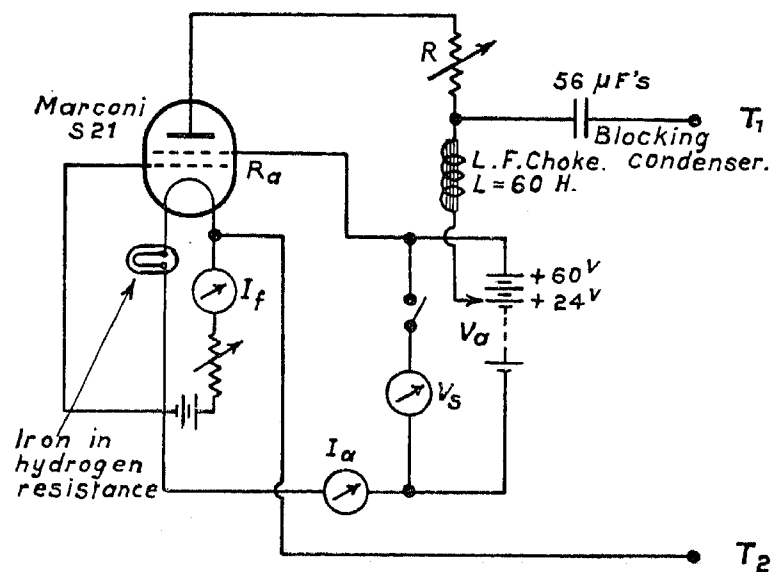 R
56 μF's
T₁
Marconi
S21
Blocking
condenser.
Rₐ
L.F.Choke.
L=60 H.
+60ᵛ
+24ᵛ
Vₐ
I_f
Vₛ
Iron in
hydrogen
resistance
Iₐ
T₂